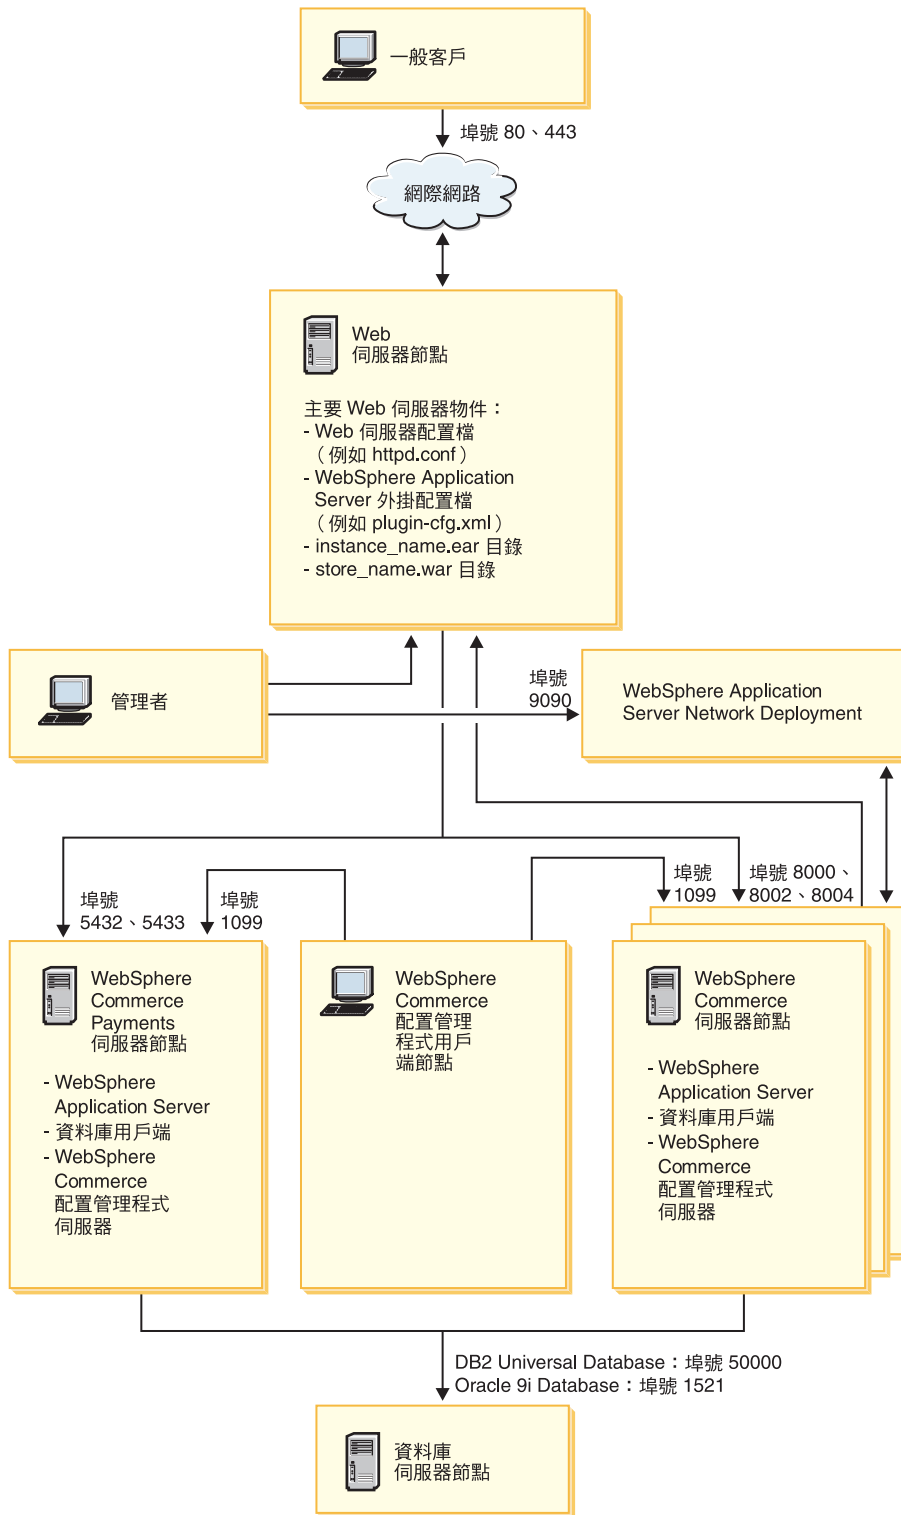 一般客戶
埠號 80、443
網際網路
Web
伺服器節點
主要 Web 伺服器物件：
- Web 伺服器配置檔
（例如 httpd.conf）
- WebSphere Application
Server 外掛配置檔
（例如 plugin-cfg.xml）
- instance_name.ear 目錄
- store_name.war 目錄
管理者
埠號
9090
WebSphere Application
Server Network Deployment
埠號
5432、5433
埠號
1099
埠號
1099
埠號 8000、
8002、8004
WebSphere
Commerce
Payments
伺服器節點
- WebSphere
Application Server
- 資料庫用戶端
- WebSphere
Commerce
配置管理程式
伺服器
WebSphere
Commerce
配置管理
程式用戶
端節點
WebSphere
Commerce
伺服器節點
- WebSphere
Application Server
- 資料庫用戶端
- WebSphere
Commerce
配置管理程式
伺服器
DB2 Universal Database：埠號 50000
Oracle 9i Database：埠號 1521
資料庫
伺服器節點